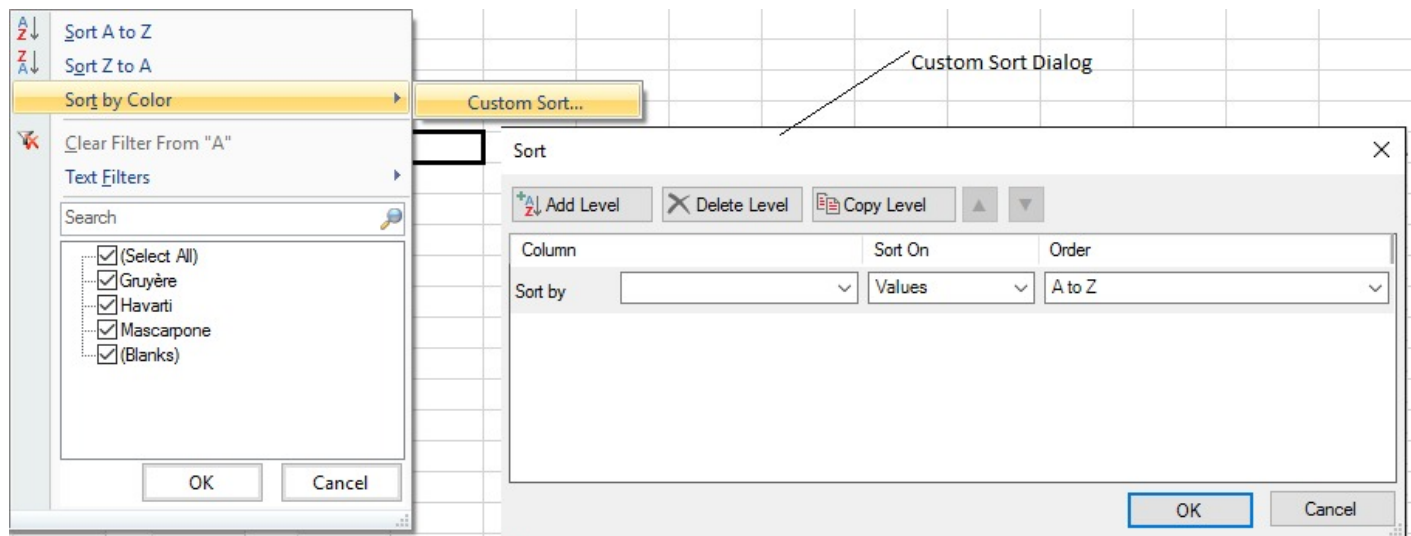 Sort A to Z
Sort Z to A
Sort by Color
Custom Sort...
Clear Filter From "A"
Text Filters
Search
(Select All)
Gruyère
Havarti
Mascarpone
(Blanks)
OK Cancel
Custom Sort Dialog
Sort
Add Level Delete Level Copy Level
Column Sort On Order
Sort by Values A to Z
OK Cancel